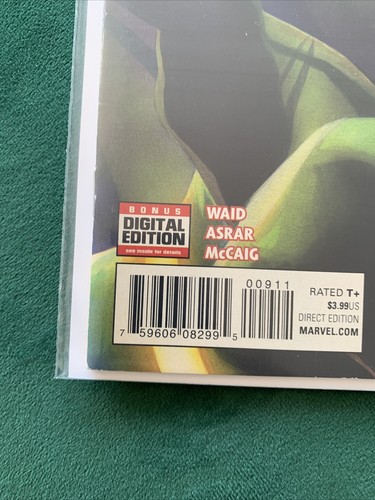 BONUS
DIGITAL
EDITION
see inside for details
WAID
ASRAR
McCAIG
00911
7 59606 08299 5
RATED T+
$3.99US
DIRECT EDITION
MARVEL.COM